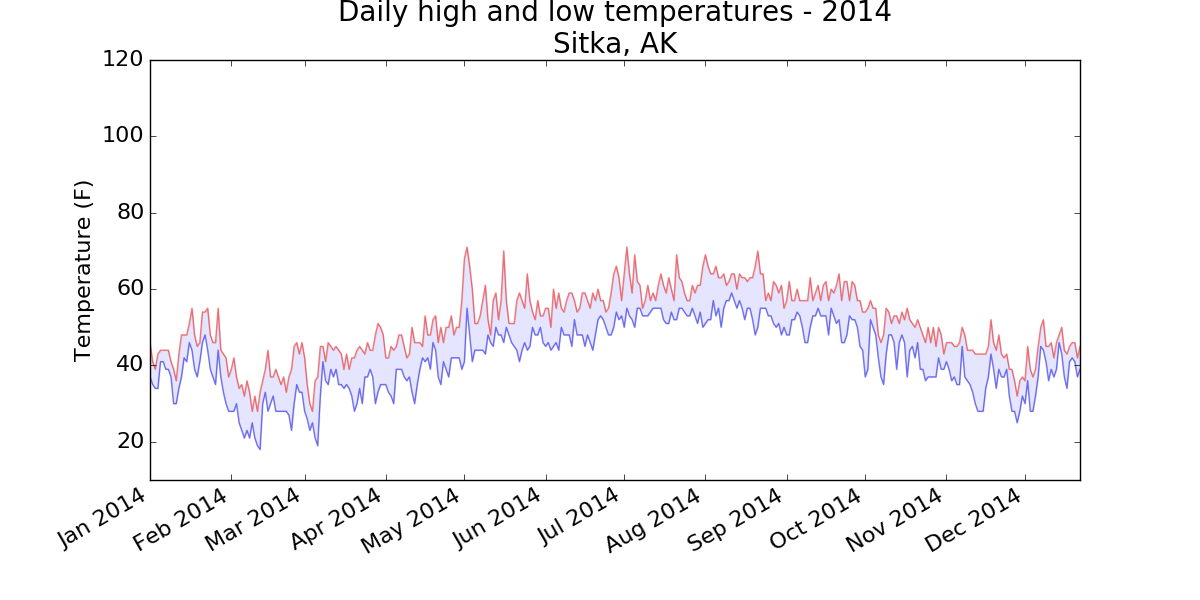 Daily high and low temperatures - 2014
Sitka, AK
Temperature (F)
120
100
80
60
40
20
Jan 2014
Feb 2014
Mar 2014
Apr 2014
May 2014
Jun 2014
Jul 2014
Aug 2014
Sep 2014
Oct 2014
Nov 2014
Dec 2014